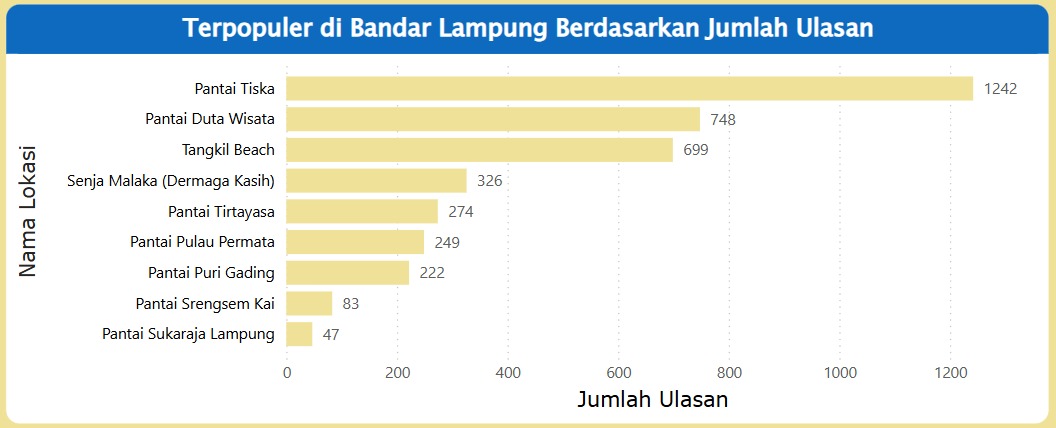 Terpopuler di Bandar Lampung Berdasarkan Jumlah Ulasan
Nama Lokasi
Pantai Tiska 1242
Pantai Duta Wisata 748
Tangkil Beach 699
Senja Malaka (Dermaga Kasih) 326
Pantai Tirtayasa 274
Pantai Pulau Permata 249
Pantai Puri Gading 222
Pantai Srengsem Kai 83
Pantai Sukaraja Lampung 47
0 200 400 600 800 1000 1200
Jumlah Ulasan